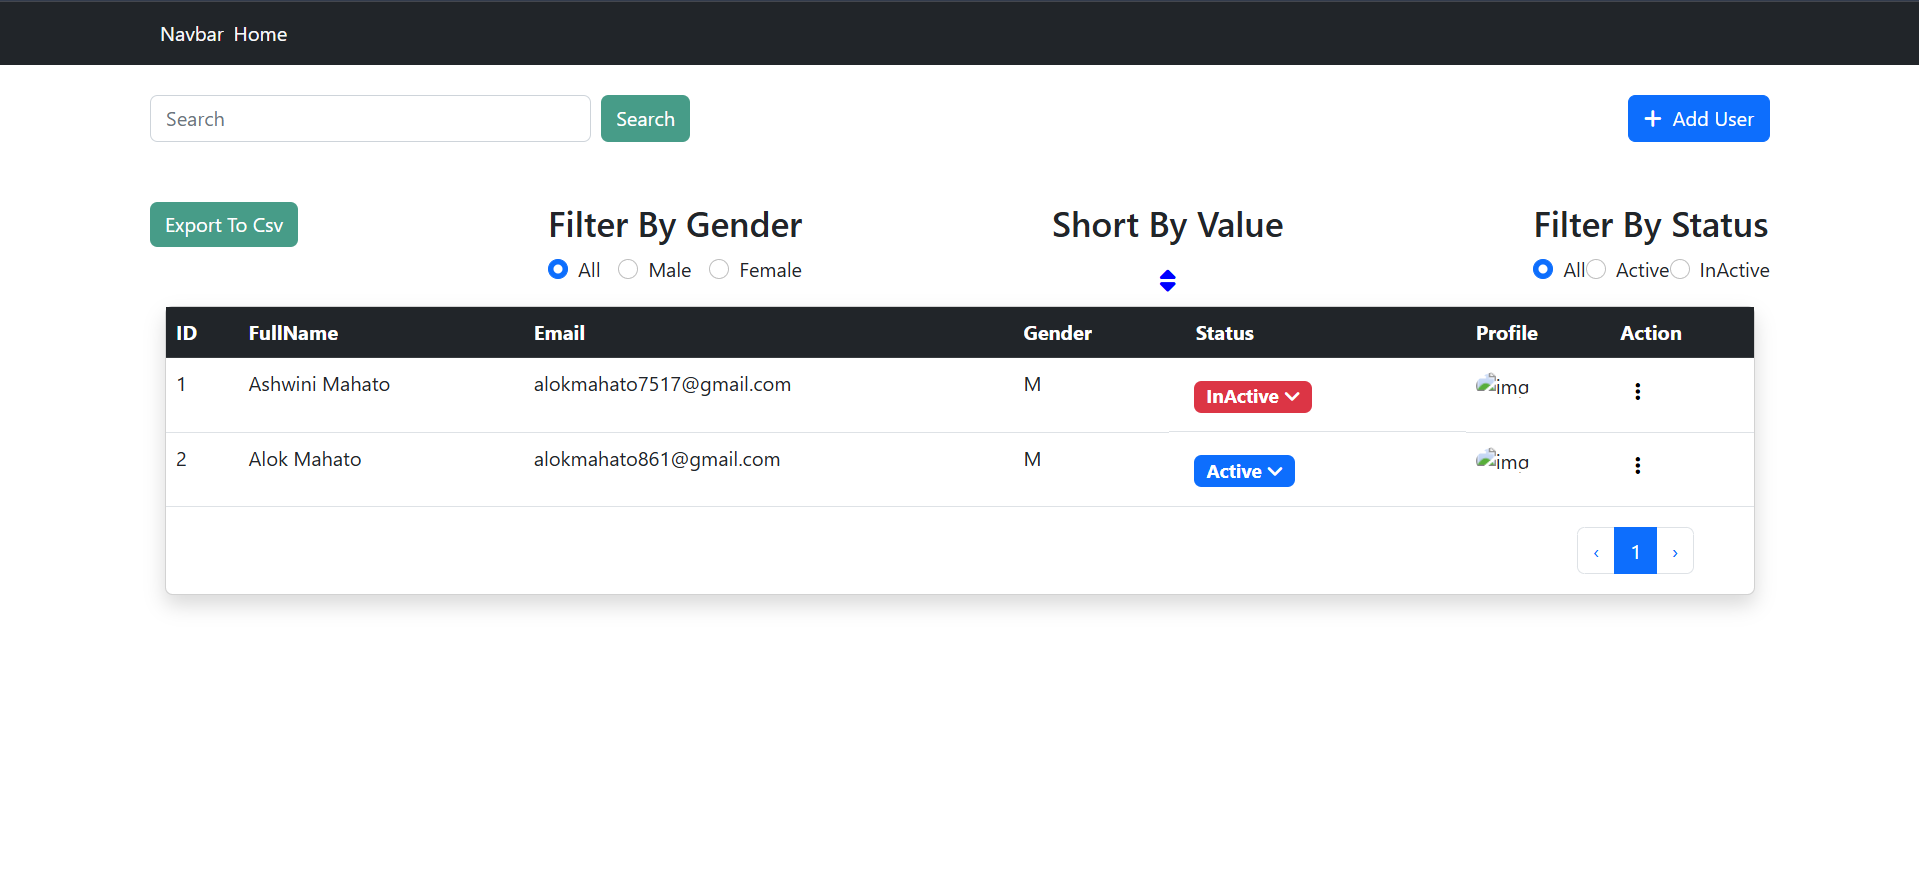 Navbar Home
Search Search + Add User
Export To Csv Filter By Gender Short By Value Filter By Status
All Male Female All Active InActive
ID FullName Email Gender Status Profile Action
1 Ashwini Mahato alokmahato7517@gmail.com M InActive img
2 Alok Mahato alokmahato861@gmail.com M Active img
‹ 1 ›